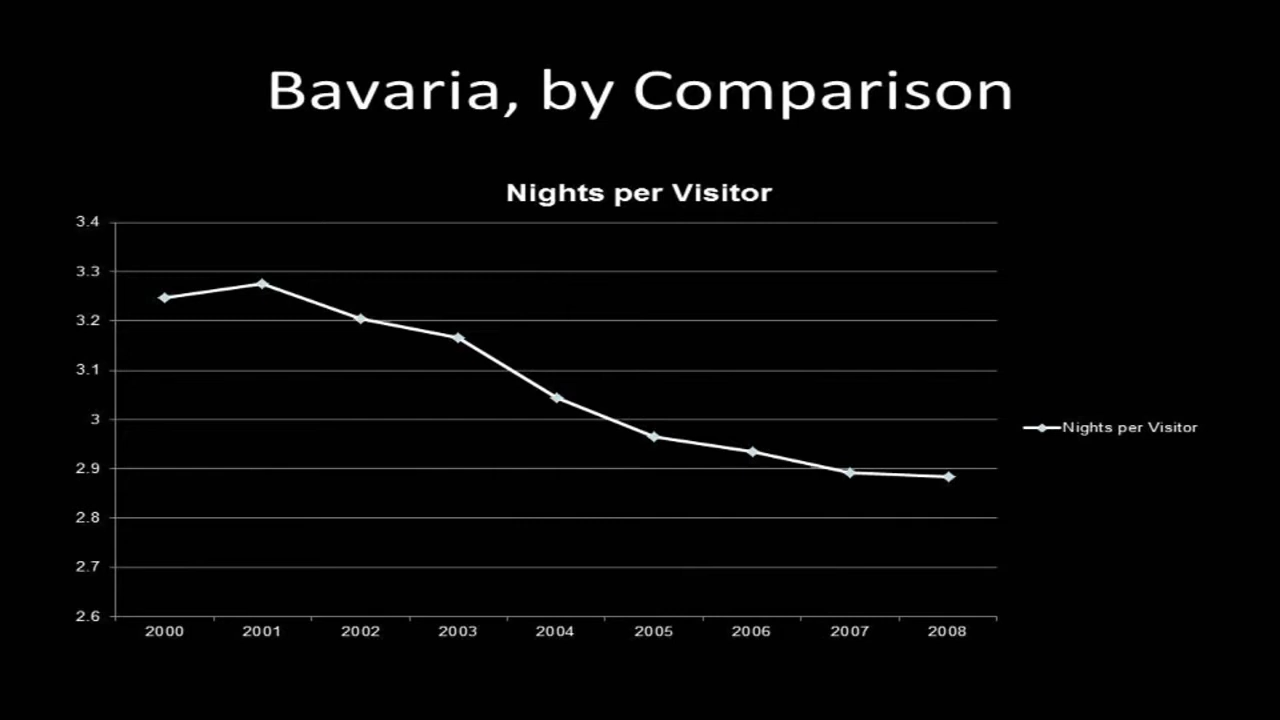 Bavaria, by Comparison
Nights per Visitor
3.4
3.3
3.2
3.1
3
2.9
2.8
2.7
2.6
2000 2001 2002 2003 2004 2005 2006 2007 2008
Nights per Visitor